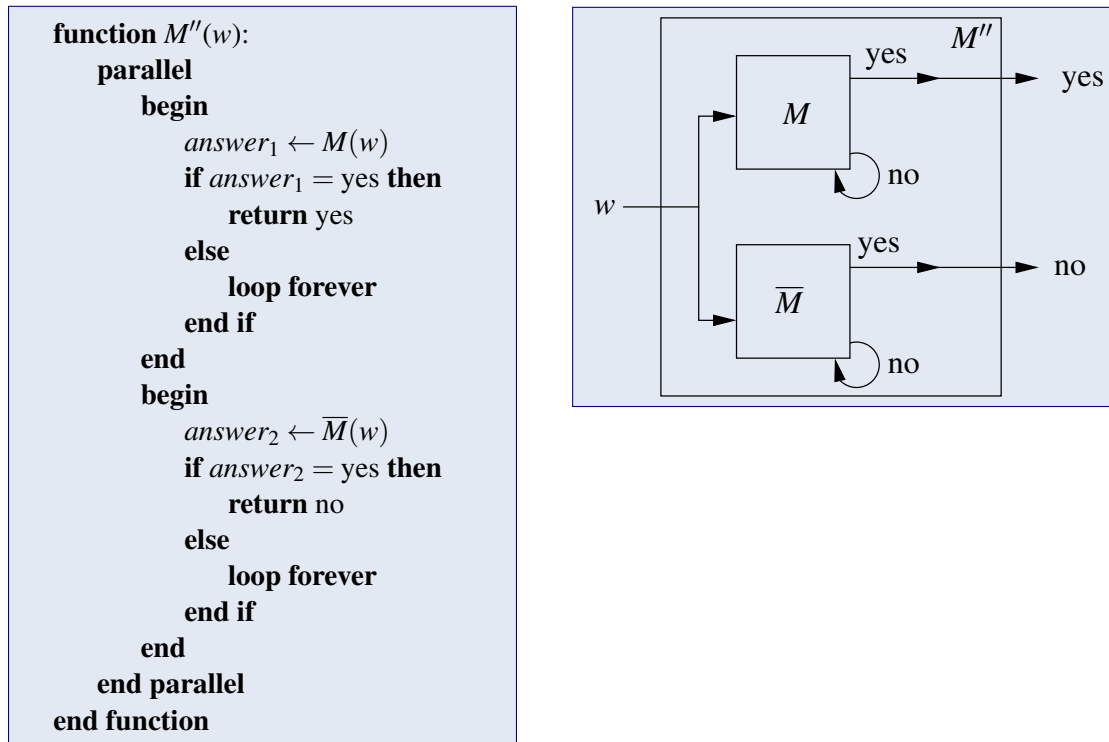 function M′′(w):
parallel
begin
answer₁ ← M(w)
if answer₁ = yes then
return yes
else
loop forever
end if
end
begin
answer₂ ← M̅(w)
if answer₂ = yes then
return no
else
loop forever
end if
end
end parallel
end function
M′′
yes
yes
M
no
w
yes
no
M̅
no